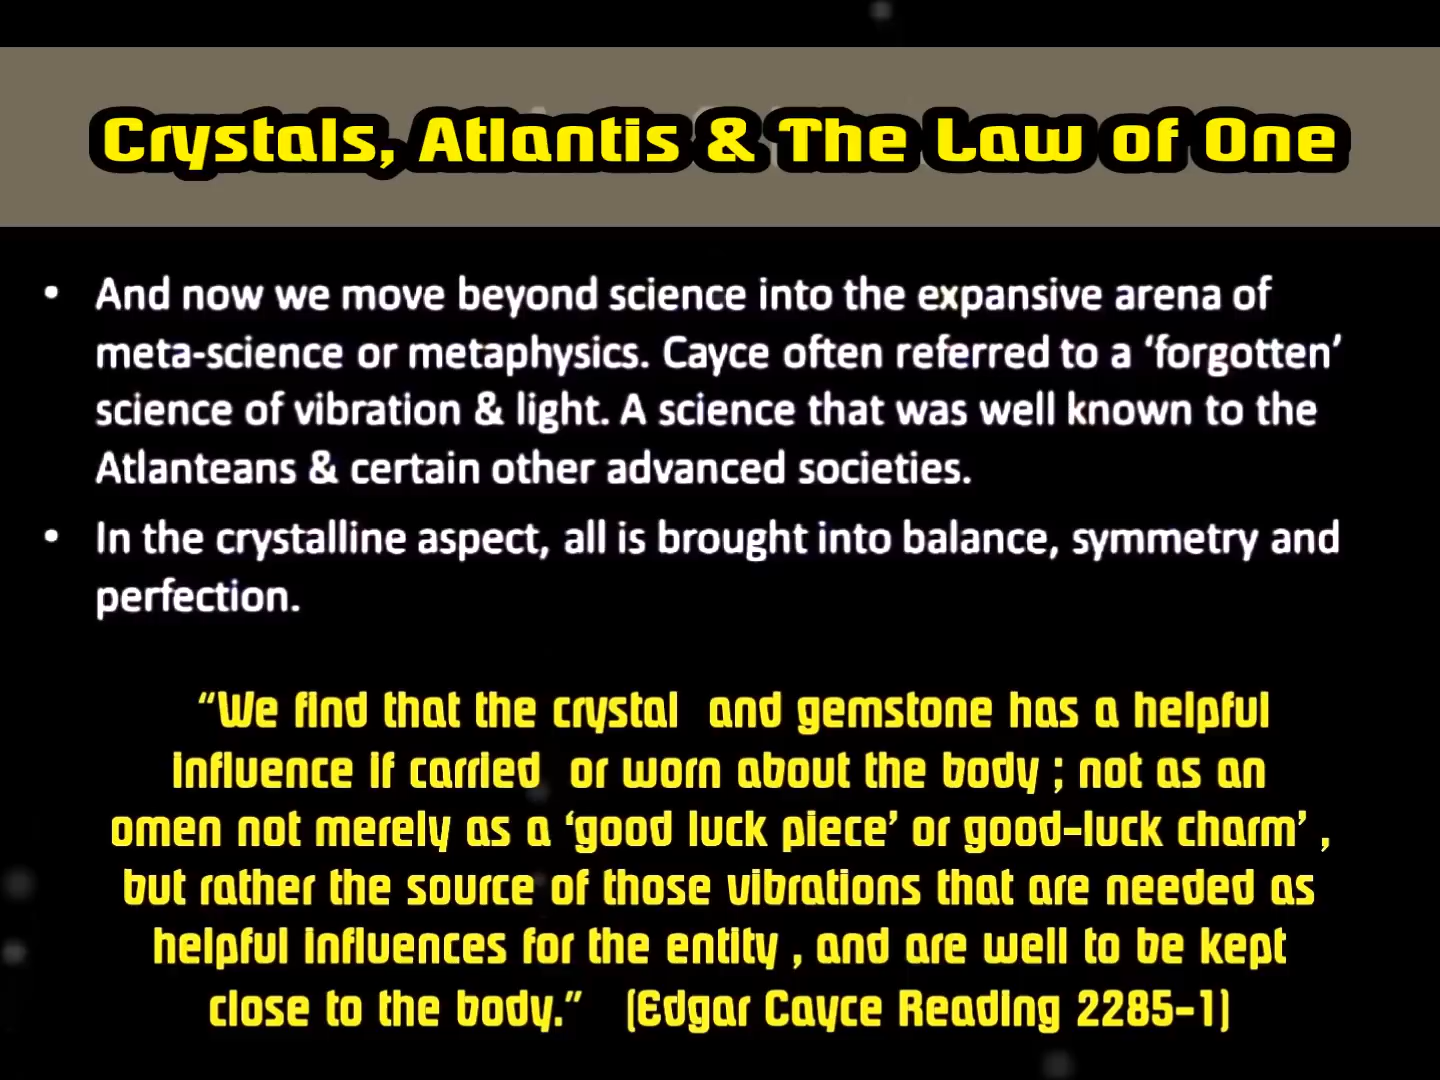 Crystals, Atlantis & The Law of One
• And now we move beyond science into the expansive arena of
meta-science or metaphysics. Cayce often referred to a ‘forgotten’
science of vibration & light. A science that was well known to the
Atlanteans & certain other advanced societies.
• In the crystalline aspect, all is brought into balance, symmetry and
perfection.
“We find that the crystal and gemstone has a helpful
influence if carried or worn about the body ; not as an
omen not merely as a ‘good luck piece’ or good-luck charm’ ,
but rather the source of those vibrations that are needed as
helpful influences for the entity , and are well to be kept
close to the body.” (Edgar Cayce Reading 2285-1)